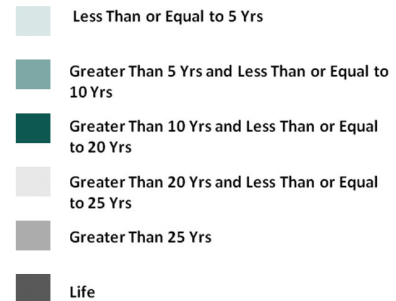 Less Than or Equal to 5 Yrs
Greater Than 5 Yrs and Less Than or Equal to
10 Yrs
Greater Than 10 Yrs and Less Than or Equal
to 20 Yrs
Greater Than 20 Yrs and Less Than or Equal
to 25 Yrs
Greater Than 25 Yrs
Life